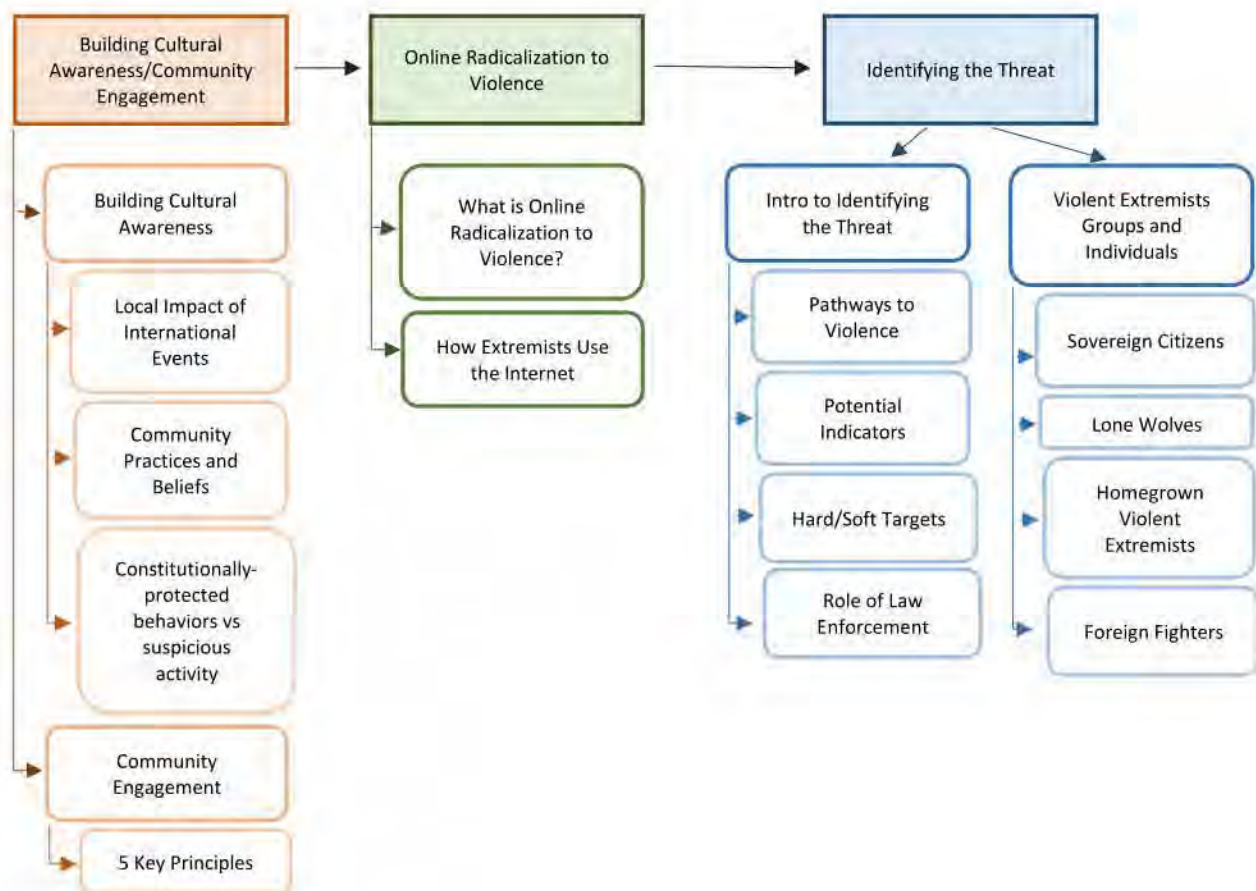 Building Cultural
Awareness/Community
Engagement
Online Radicalization to
Violence
Identifying the Threat
Building Cultural
Awareness
Local Impact of
International
Events
Community
Practices and
Beliefs
Constitutionally-
protected
behaviors vs
suspicious
activity
Community
Engagement
5 Key Principles
What is Online
Radicalization to
Violence?
How Extremists Use
the Internet
Intro to Identifying
the Threat
Pathways to
Violence
Potential
Indicators
Hard/Soft Targets
Role of Law
Enforcement
Violent Extremists
Groups and
Individuals
Sovereign Citizens
Lone Wolves
Homegrown
Violent
Extremists
Foreign Fighters